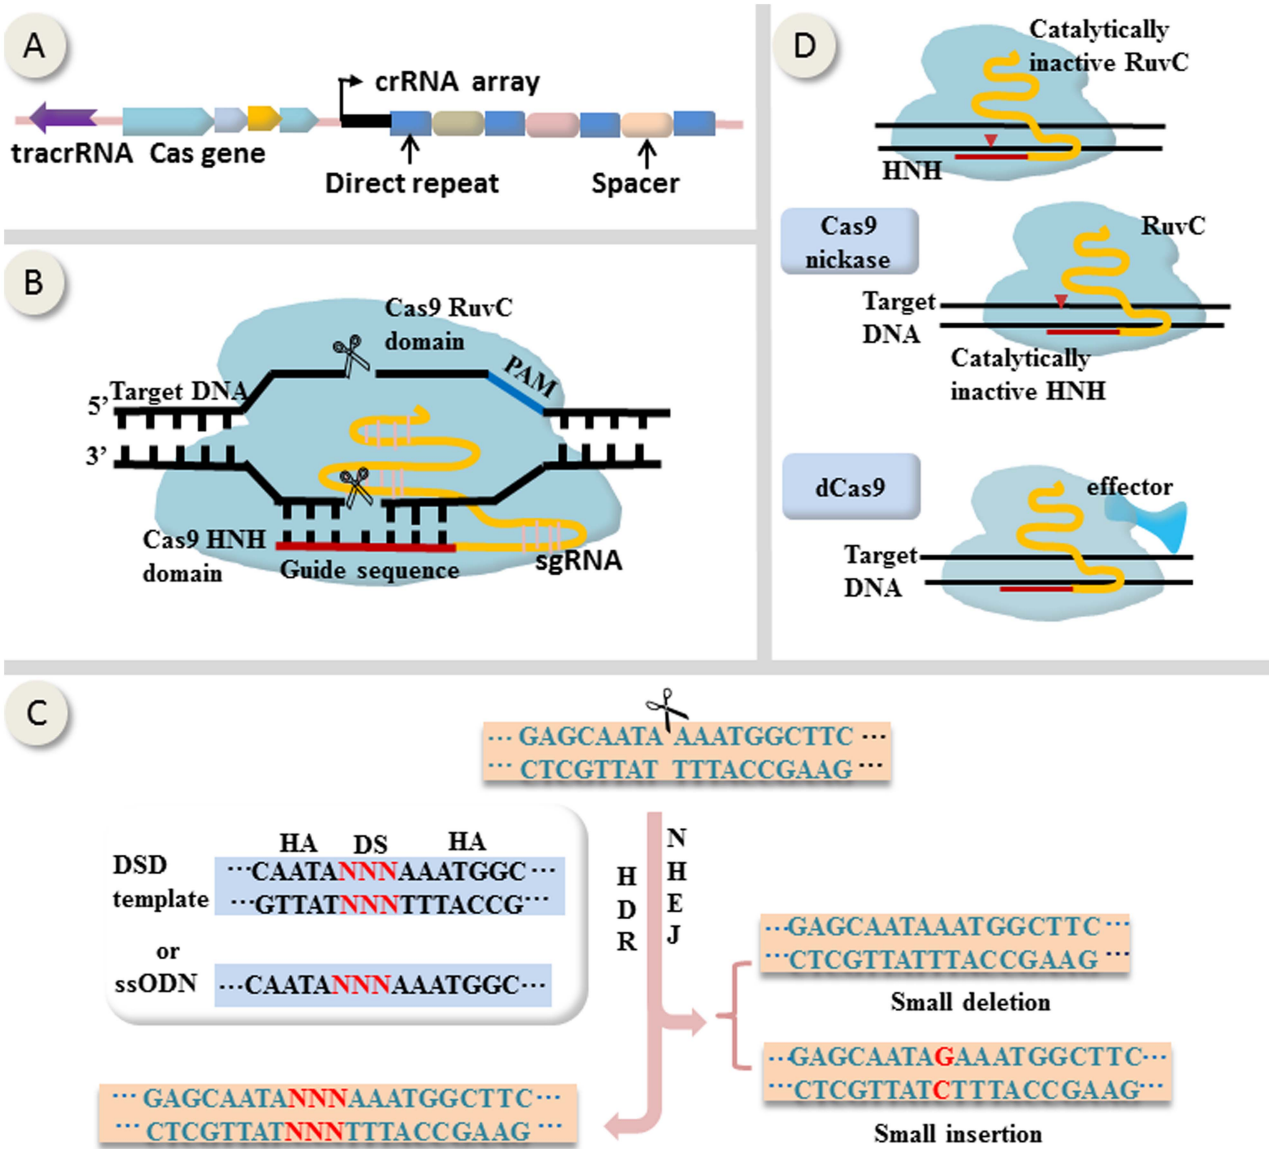 A
crRNA array
tracrRNA Cas gene
Direct repeat
Spacer
B
Cas9 RuvC
domain
PAM
Target DNA
5’
3’
Cas9 HNH
domain
Guide sequence
sgRNA
D
Catalytically
inactive RuvC
HNH
Cas9
nickase
RuvC
Target
DNA
Catalytically
inactive HNH
dCas9
effector
Target
DNA
C
··· GAGCAATA AAATGGCTTC ···
··· CTCGTTAT TTTACCGAAG ···
HA DS HA
DSD
template
···CAATANNNAAATGGC···
···GTTATNNNTTTACCG···
or
ssODN
···CAATANNNAAATGGC···
HDR
NHEJ
···GAGCAATAAATGGCTTC···
···CTCGTTATTTACCGAAG···
Small deletion
···GAGCAATAGAAATGGCTTC···
···CTCGTTATCTTTACCGAAG···
Small insertion
··· GAGCAATANNNAAATGGCTTC···
··· CTCGTTATNNNTTTACCGAAG ···